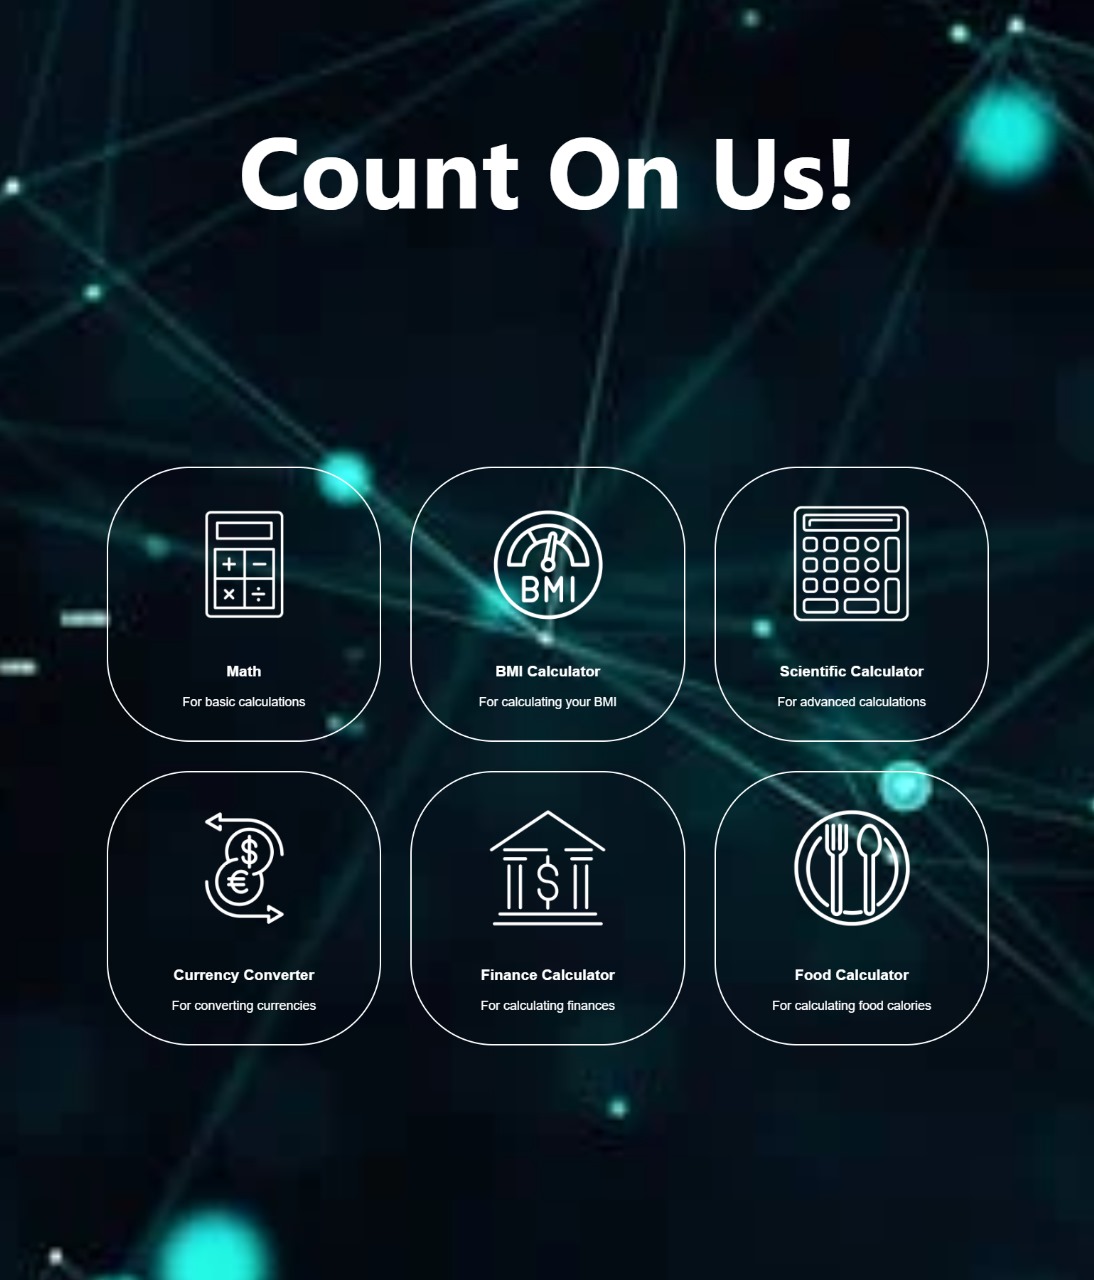 Count On Us!
BMI
Math
For basic calculations
BMI Calculator
For calculating your BMI
Scientific Calculator
For advanced calculations
$
€
$
Currency Converter
For converting currencies
Finance Calculator
For calculating finances
Food Calculator
For calculating food calories